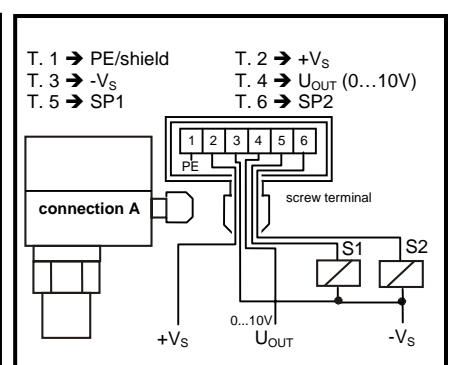 T. 1 ➔ PE/shield T. 2 ➔ +VS
T. 3 ➔ -VS T. 4 ➔ UOUT (0…10V)
T. 5 ➔ SP1 T. 6 ➔ SP2
1 2 3 4 5 6
PE
screw terminal
connection A
S1 S2
0...10V
+VS UOUT -VS